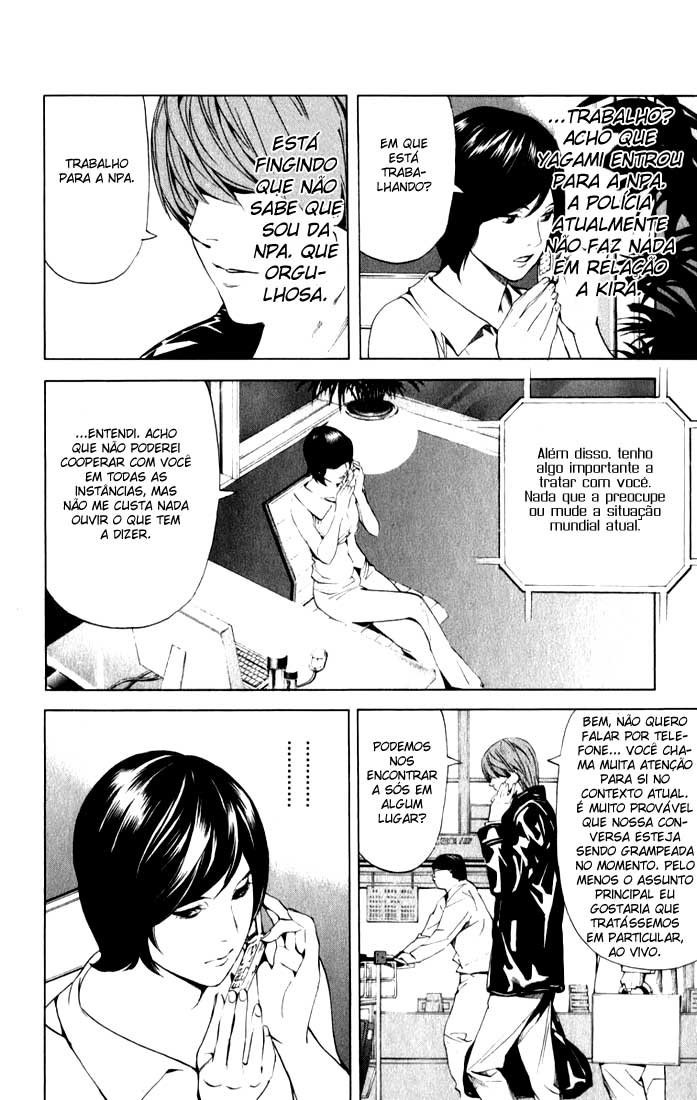 ...TRABALHO?
ACHO QUE
YAGAMI ENTROU
PARA A NPA.
A POLÍCIA
ATUALMENTE
NÃO FAZ NADA
EM RELAÇÃO
A KIRA.
EM QUE
ESTÁ
TRABA-
LHANDO?
ESTÁ
FINGINDO
QUE NÃO
SABE QUE
SOU DA
NPA. QUE
ORGU-
LHOSA.
TRABALHO
PARA A NPA.
Além disso, tenho
algo importante a
tratar com você.
Nada que a preocupe
ou mude a situação
mundial atual.
...ENTENDI. ACHO
QUE NÃO PODEREI
COOPERAR COM VOCÊ
EM TODAS AS
INSTÂNCIAS, MAS
NÃO ME CUSTA NADA
OUVIR O QUE TEM
A DIZER.
BEM, NÃO QUERO
FALAR POR TELE-
FONE... VOCÊ CHA-
MA MUITA ATENÇÃO
PARA SI NO
CONTEXTO ATUAL.
É MUITO PROVÁVEL
QUE NOSSA CON-
VERSA ESTEJA
SENDO GRAMPEADA
NO MOMENTO. PELO
MENOS O ASSUNTO
PRINCIPAL EU
GOSTARIA QUE
TRATÁSSEMOS
EM PARTICULAR,
AO VIVO.
PODEMOS
NOS
ENCONTRAR
A SÓS EM
ALGUM
LUGAR?